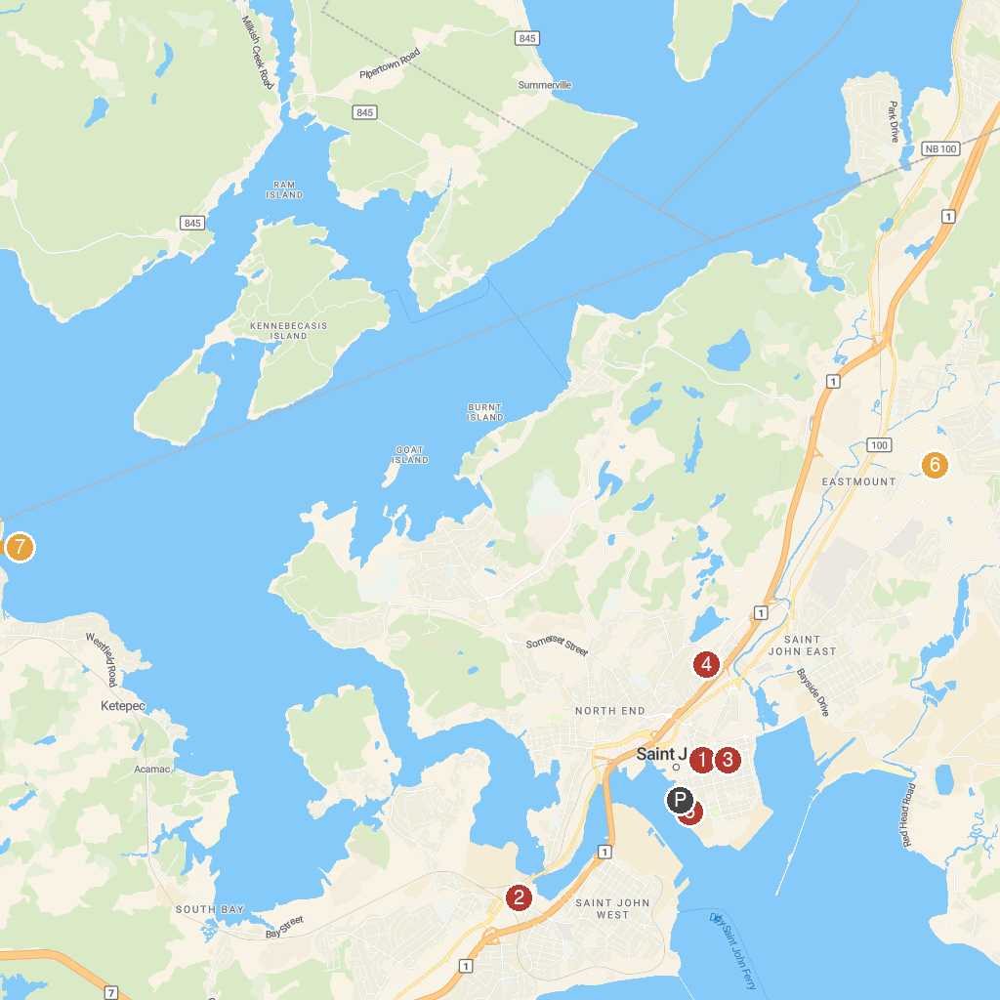 845
Milkish Creek Road
Pipertown Road
Summerville
845
Park Drive
NB 100
RAM
ISLAND
845
1
KENNEBECASIS
ISLAND
1
BURNT
ISLAND
100
GOAT
ISLAND
6
EASTMOUNT
7
1
Westfield Road
Somerset Street
SAINT
JOHN EAST
4
Bayside Drive
Ketepec
NORTH END
Saint J
1
3
Acamac
P
Red Head Road
1
2
SAINT JOHN
WEST
SOUTH BAY
Bay Street
Saint John Ferry
1
7